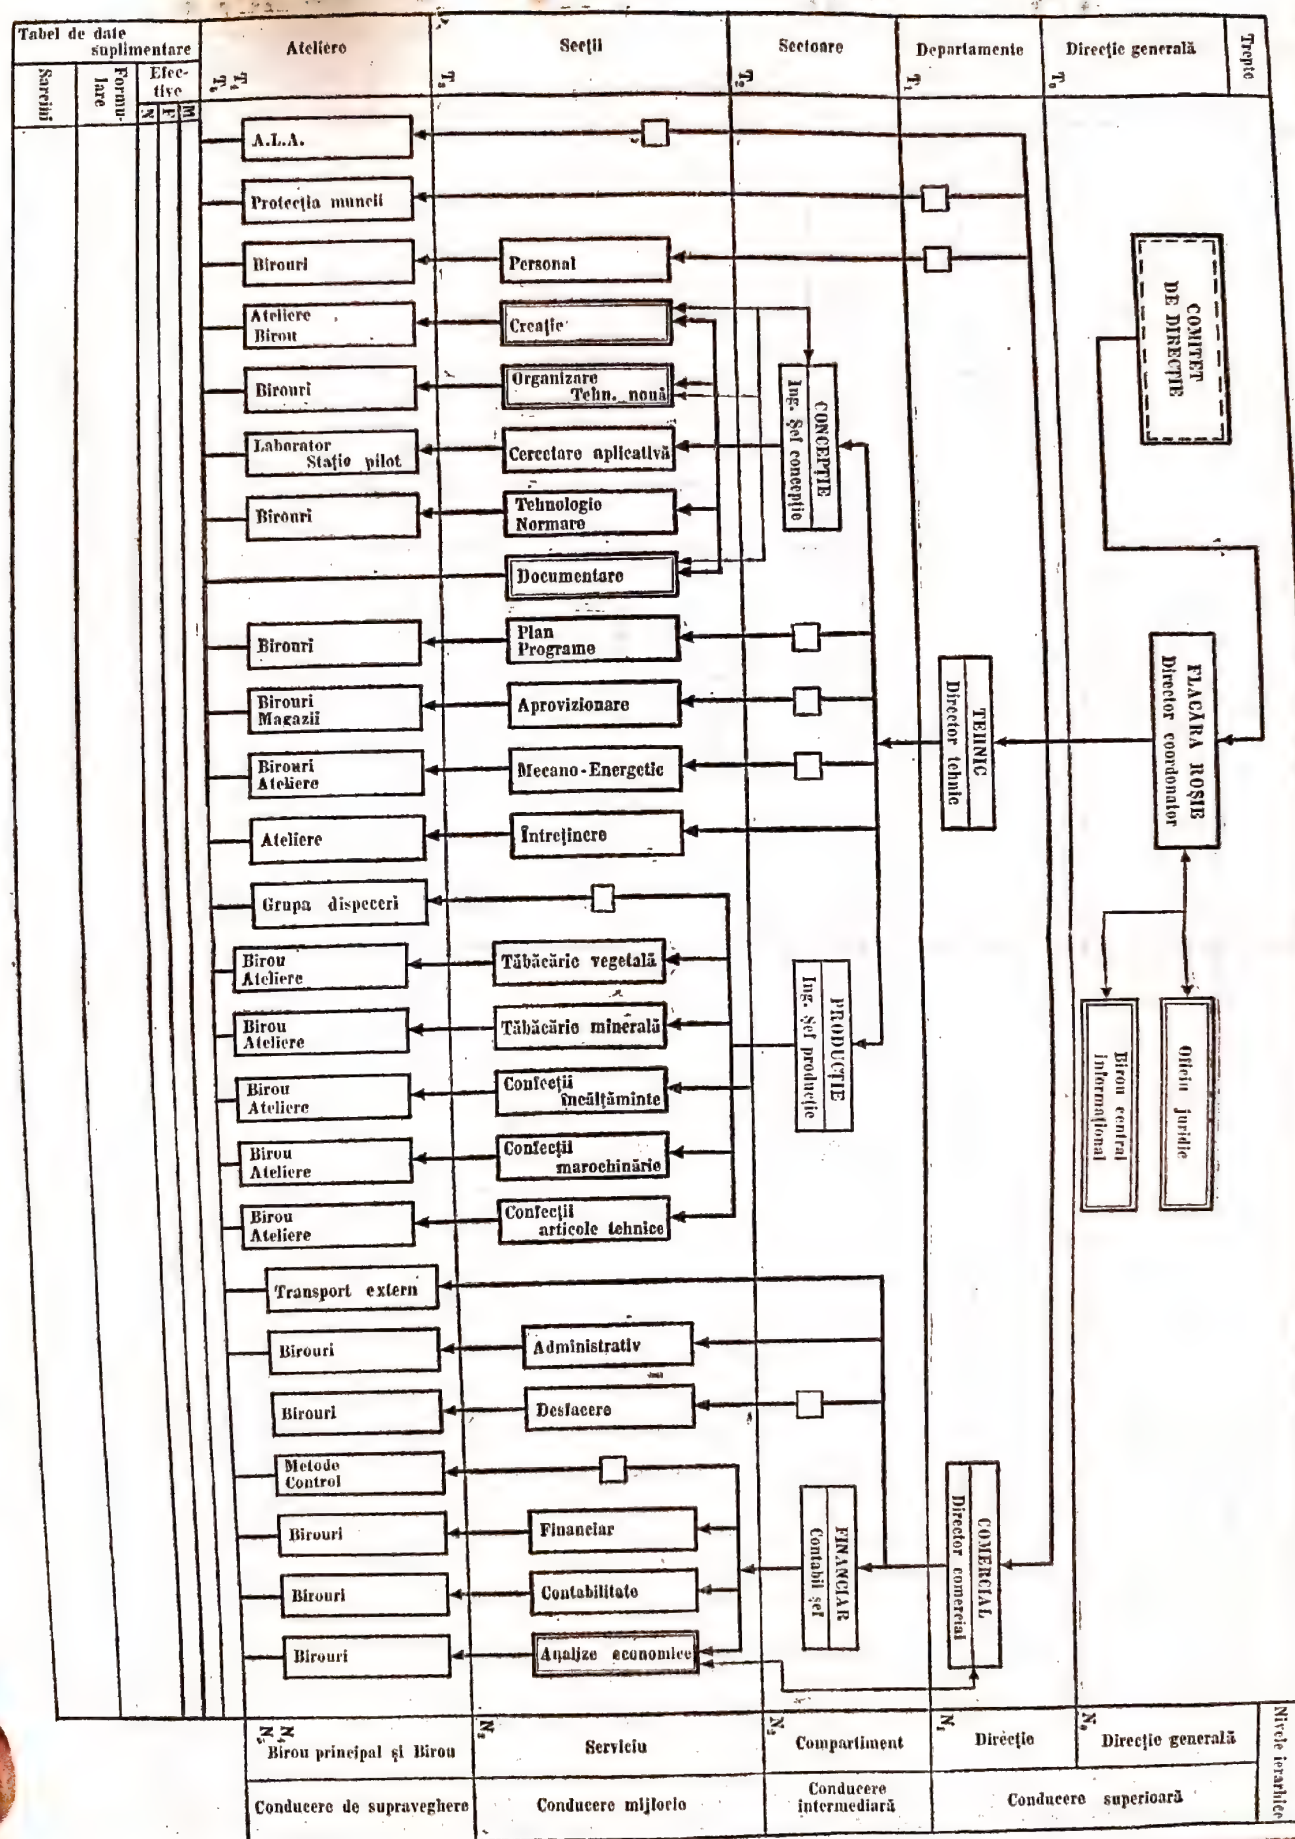 Tabel de date
suplimentare
Ateliere
Secții
Sectoare
Departamente
Direcție generală
Trepte
Sarcini
Formu-
lare
Efec-
tive
N
F
M
T₅
T₄
T₃
T₂
T₁
T₀
A.L.A.
Protecția muncii
Birouri
Personal
Ateliere
Birou
Creație
Birouri
Organizare
Tehn. nouă
Laborator
Stație pilot
Cercetare aplicativă
Birouri
Tehnologie
Normare
Documentare
CONCEPȚIE
Ing. Șef concepție
COMITET
DE DIRECȚIE
Birouri
Plan
Programe
Birouri
Magazii
Aprovizionare
Birouri
Ateliere
Mecano-Energetic
Ateliere
Întreținere
TEHNIC
Director tehnic
FLACĂRA ROȘIE
Director coordonator
Grupa dispeceri
Birou
Ateliere
Tăbăcărie vegetală
Birou
Ateliere
Tăbăcărie minerală
Birou
Ateliere
Confecții
încălțăminte
Birou
Ateliere
Confecții
marochinărie
Birou
Ateliere
Confecții
articole tehnice
PRODUCȚIE
Ing. Șef producție
Birou central
informațional
Oficiu juridic
Transport extern
Birouri
Administrativ
Birouri
Desfacere
Metode
Control
Birouri
Financiar
Birouri
Contabilitate
Birouri
Analize economice
FINANCIAR
Contabil șef
COMERCIAL
Director comercial
N₅
N₄
Birou principal și Birou
N₃
Serviciu
N₂
Compartiment
N₁
Direcție
N₀
Direcție generală
Nivele ierarhice
Conducere de supraveghere
Conducere mijlocie
Conducere
intermediară
Conducere superioară